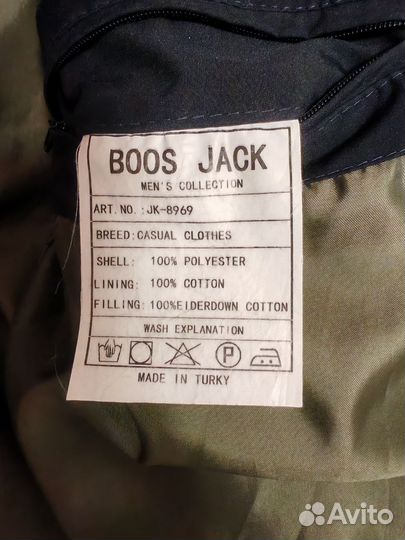 BOOS JACK
MEN'S COLLECTION
ART.NO.:JK-8969
BREED:CASUAL CLOTHES
SHELL: 100% POLYESTER
LINING: 100% COTTON
FILLING:100%EIDERDOWN COTTON
WASH EXPLANATION
P
MADE IN TURKY
Avito